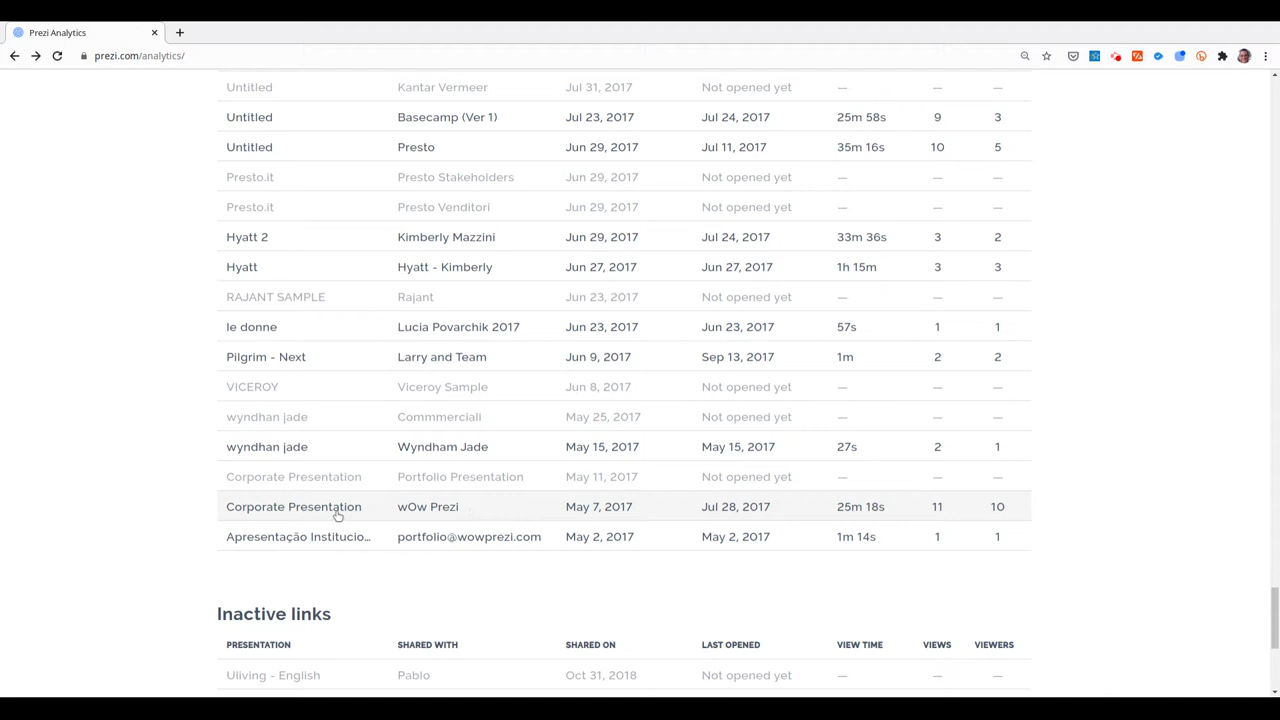 Prezi Analytics
prezi.com/analytics/
Untitled Kantar Vermeer Jul 31, 2017 Not opened yet — — —
Untitled Basecamp (Ver 1) Jul 23, 2017 Jul 24, 2017 25m 58s 9 3
Untitled Presto Jun 29, 2017 Jul 11, 2017 35m 16s 10 5
Presto.it Presto Stakeholders Jun 29, 2017 Not opened yet — — —
Presto.it Presto Venditori Jun 29, 2017 Not opened yet — — —
Hyatt 2 Kimberly Mazzini Jun 29, 2017 Jul 24, 2017 33m 36s 3 2
Hyatt Hyatt - Kimberly Jun 27, 2017 Jun 27, 2017 1h 15m 3 3
RAJANT SAMPLE Rajant Jun 23, 2017 Not opened yet — — —
le donne Lucia Povarchik 2017 Jun 23, 2017 Jun 23, 2017 57s 1 1
Pilgrim - Next Larry and Team Jun 9, 2017 Sep 13, 2017 1m 2 2
VICEROY Viceroy Sample Jun 8, 2017 Not opened yet — — —
wyndhan jade Commmerciali May 25, 2017 Not opened yet — — —
wyndhan jade Wyndham Jade May 15, 2017 May 15, 2017 27s 2 1
Corporate Presentation Portfolio Presentation May 11, 2017 Not opened yet — — —
Corporate Presentation wOw Prezi May 7, 2017 Jul 28, 2017 25m 18s 11 10
Apresentação Institucio... portfolio@wowprezi.com May 2, 2017 May 2, 2017 1m 14s 1 1
Inactive links
PRESENTATION SHARED WITH SHARED ON LAST OPENED VIEW TIME VIEWS VIEWERS
Uliving - English Pablo Oct 31, 2018 Not opened yet — — —